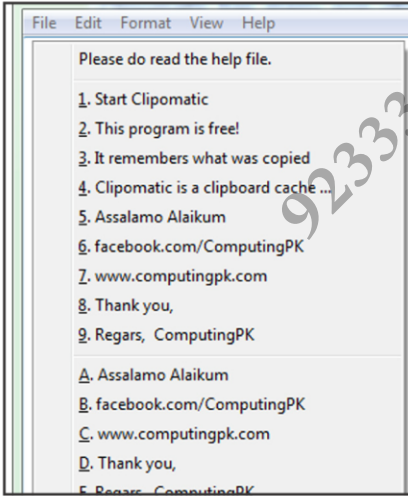 File Edit Format View Help
Please do read the help file.
1. Start Clipomatic
2. This program is free!
3. It remembers what was copied
4. Clipomatic is a clipboard cache ...
5. Assalamo Alaikum
6. facebook.com/ComputingPK
7. www.computingpk.com
8. Thank you,
9. Regars, ComputingPK
A. Assalamo Alaikum
B. facebook.com/ComputingPK
C. www.computingpk.com
D. Thank you,
E. Regars, ComputingPK
92333